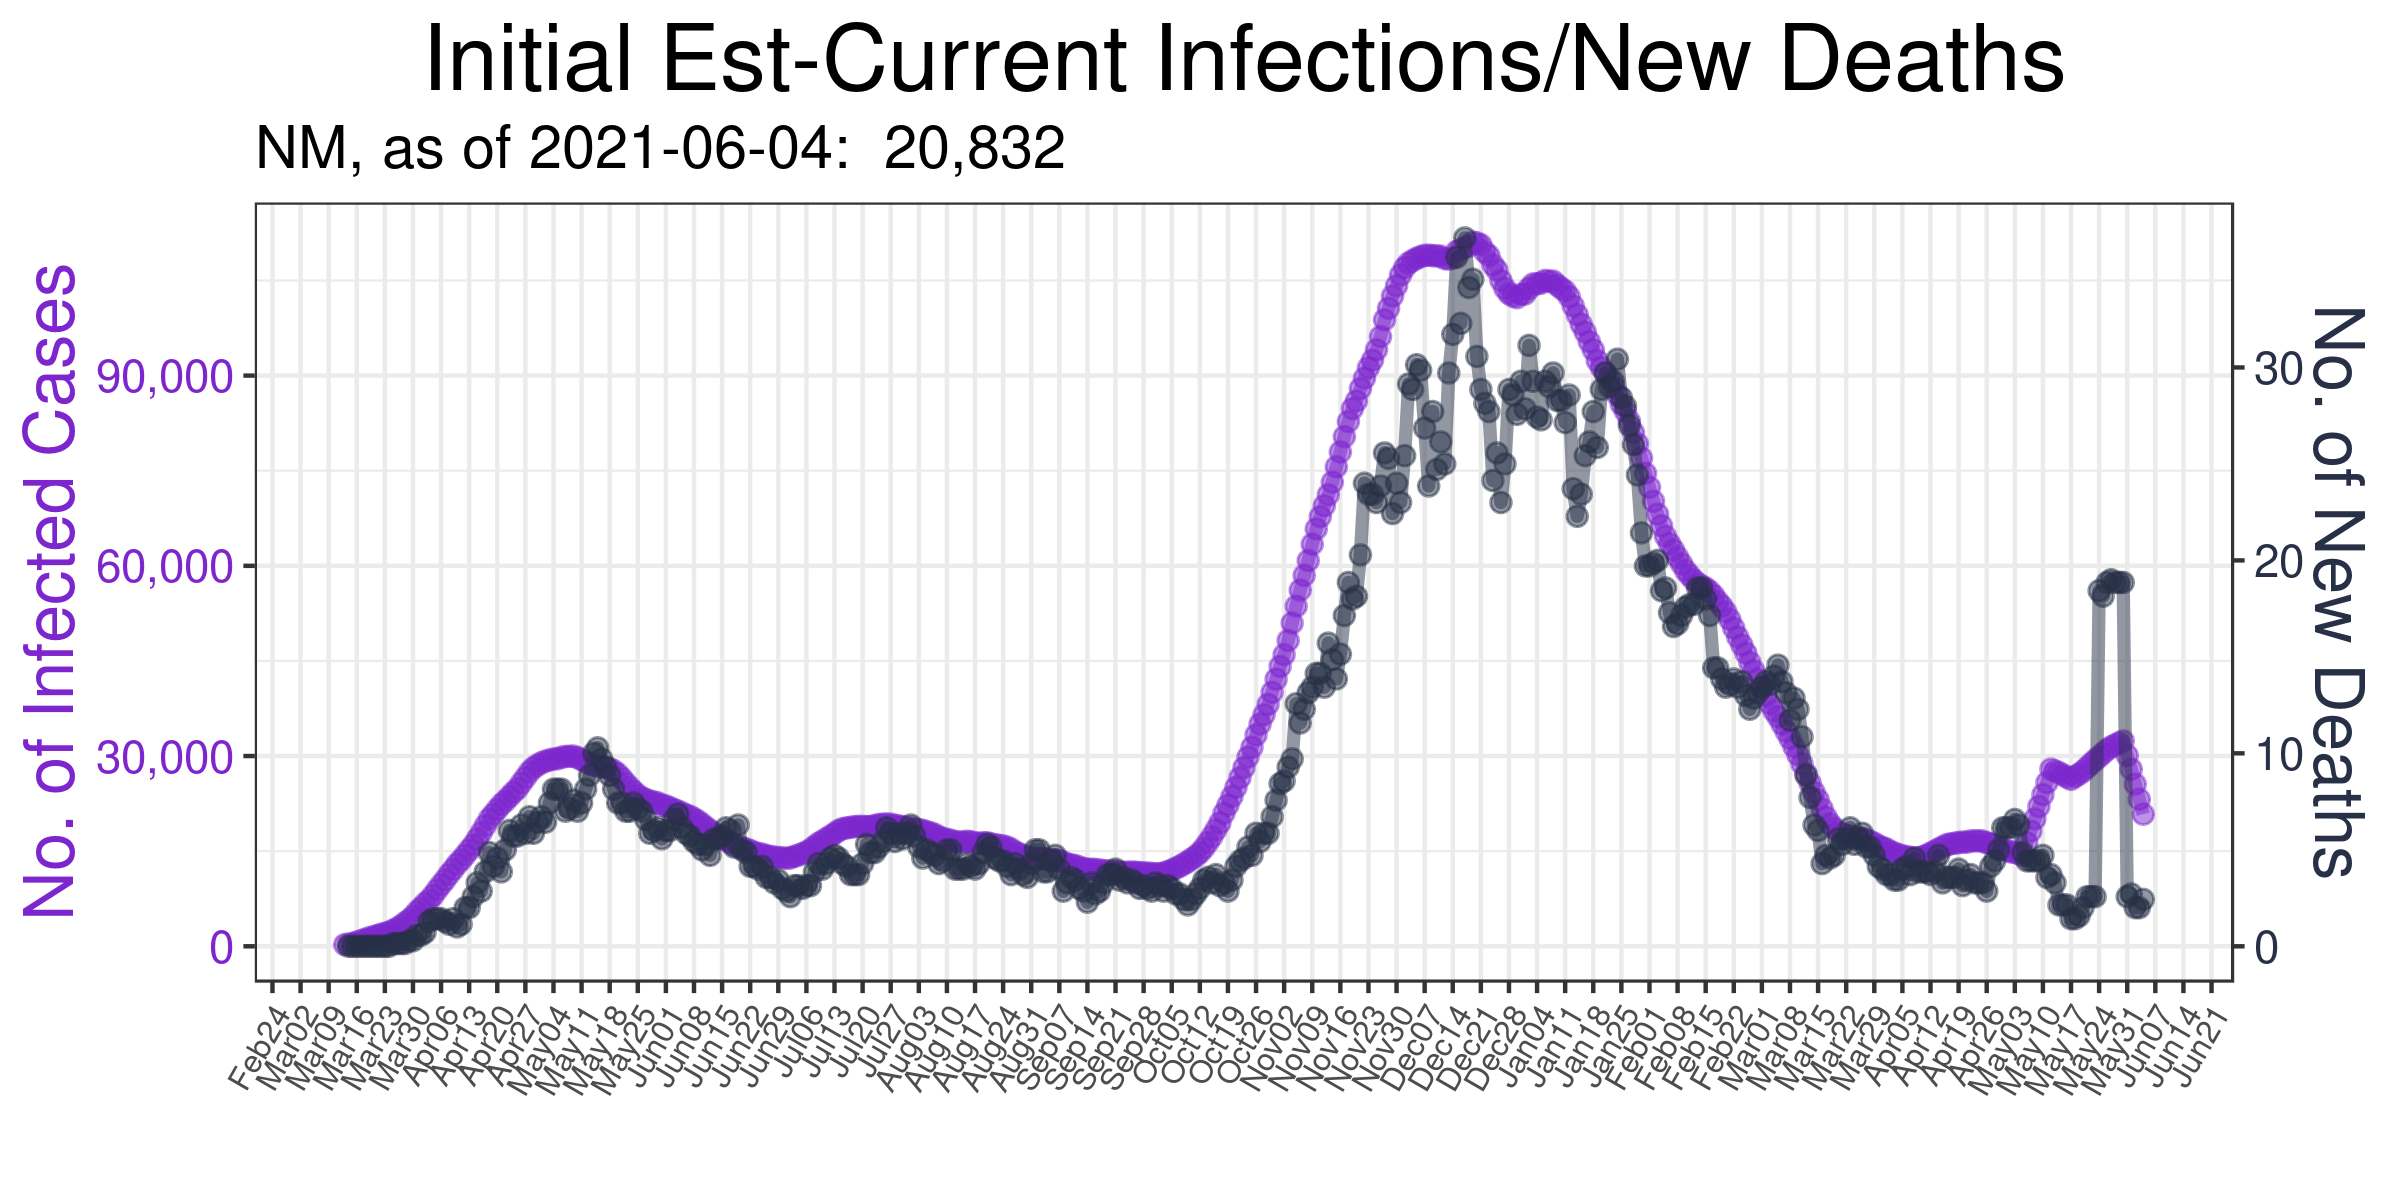 Initial Est-Current Infections/New Deaths
NM, as of 2021-06-04: 20,832
No. of Infected Cases
90,000
60,000
30,000
0
No. of New Deaths
30
20
10
0
Feb24
Mar02
Mar09
Mar16
Mar23
Mar30
Apr06
Apr13
Apr20
Apr27
May04
May11
May18
May25
Jun01
Jun08
Jun15
Jun22
Jun29
Jul06
Jul13
Jul20
Jul27
Aug03
Aug10
Aug17
Aug24
Aug31
Sep07
Sep14
Sep21
Sep28
Oct05
Oct12
Oct19
Oct26
Nov02
Nov09
Nov16
Nov23
Nov30
Dec07
Dec14
Dec21
Dec28
Jan04
Jan11
Jan18
Jan25
Feb01
Feb08
Feb15
Feb22
Mar01
Mar08
Mar15
Mar22
Mar29
Apr05
Apr12
Apr19
Apr26
May03
May10
May17
May24
May31
Jun07
Jun14
Jun21